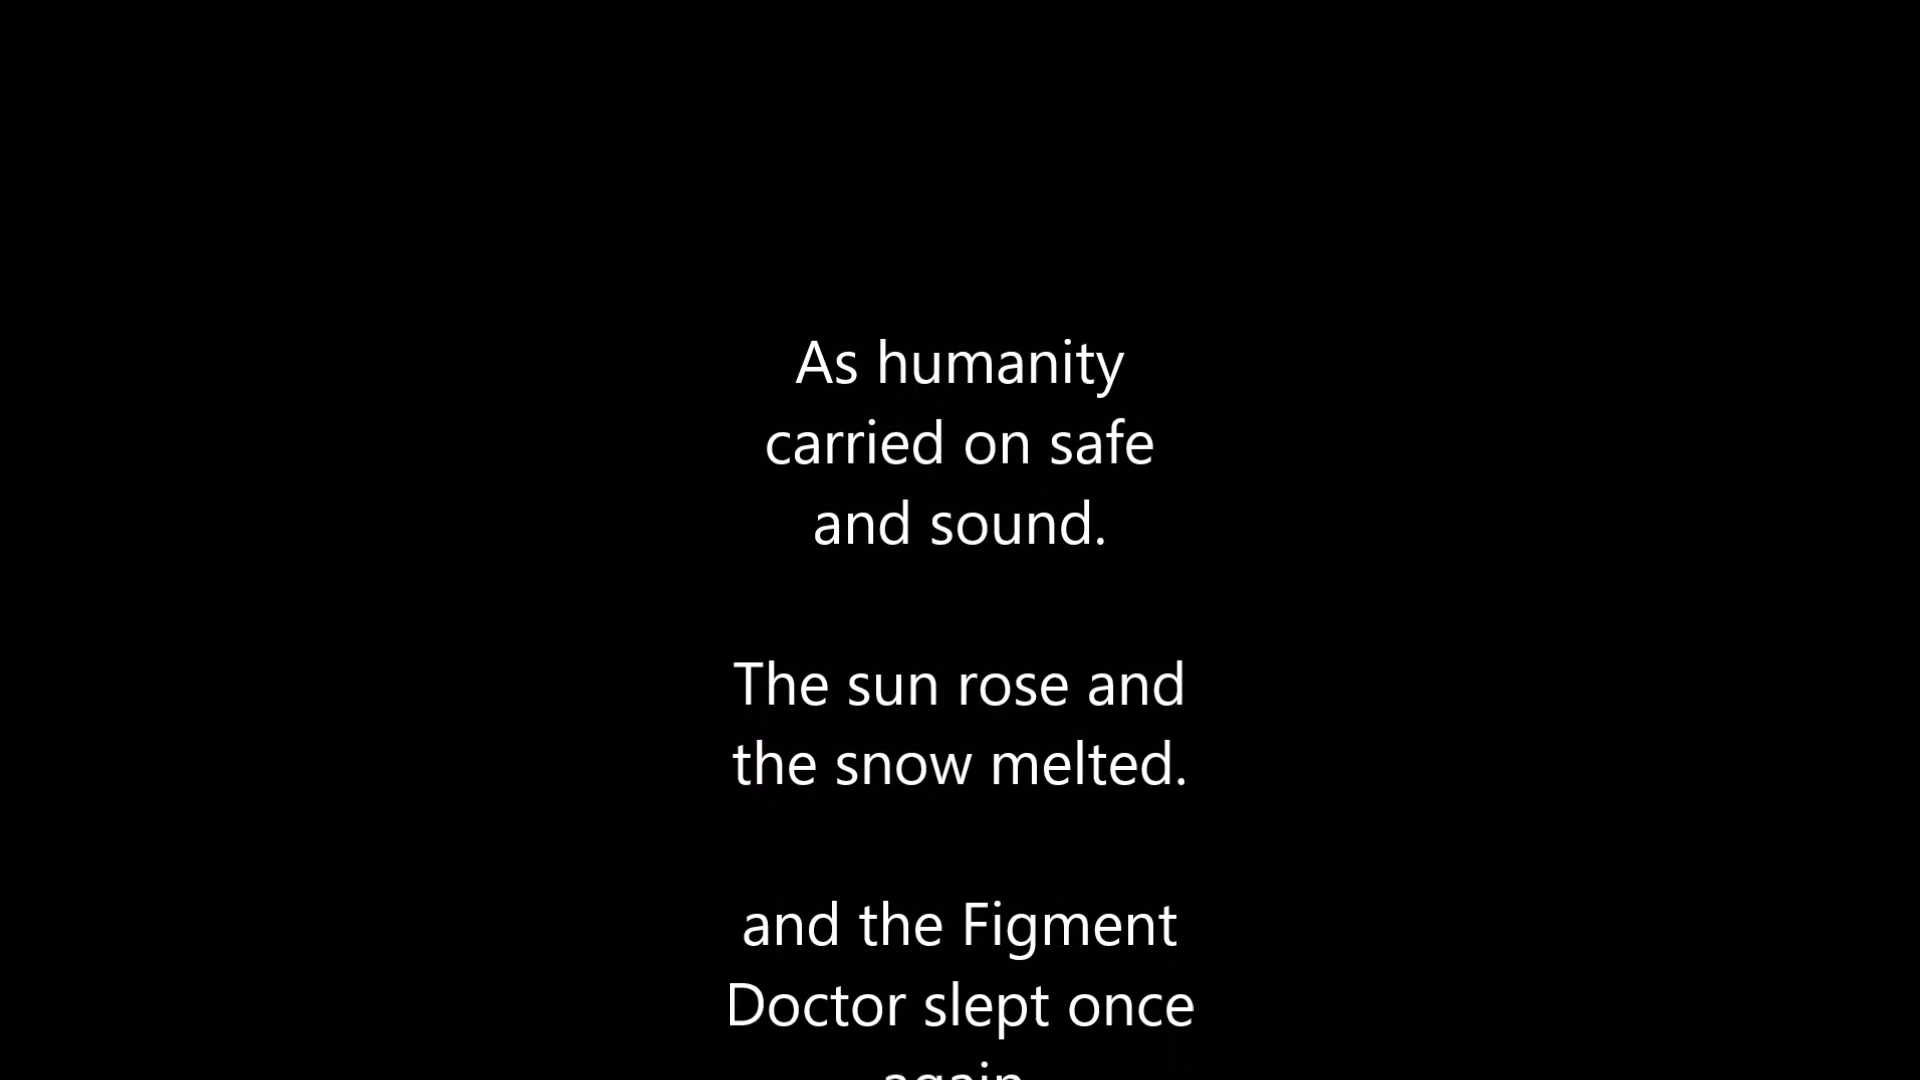 As humanity
carried on safe
and sound.
The sun rose and
the snow melted.
and the Figment
Doctor slept once
again